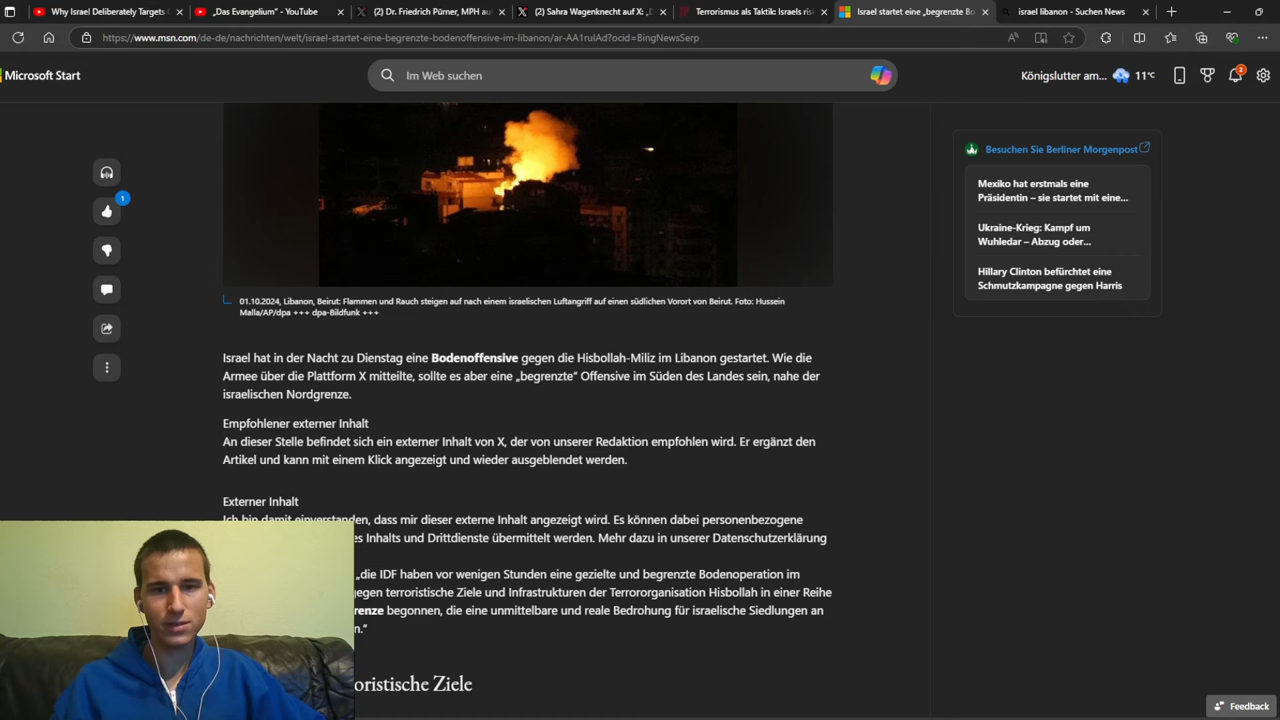 Why Israel Deliberately Targets C
„Das Evangelium“ - YouTube
(2) Dr. Friedrich Pürner, MPH auf
(2) Sahra Wagenknecht auf X: „D
Terrorismus als Taktik: Israels ris
Israel startet eine „begrenzte Bo
israel libanon - Suchen News
https://www.msn.com/de-de/nachrichten/welt/israel-startet-eine-begrenzte-bodenoffensive-im-libanon/ar-AA1rulAd?ocid=BingNewsSerp
Microsoft Start
Im Web suchen
Königslutter am... 11°C
2
1
01.10.2024, Libanon, Beirut: Flammen und Rauch steigen auf nach einem israelischen Luftangriff auf einen südlichen Vorort von Beirut. Foto: Hussein
Malla/AP/dpa +++ dpa-Bildfunk +++
Israel hat in der Nacht zu Dienstag eine Bodenoffensive gegen die Hisbollah-Miliz im Libanon gestartet. Wie die
Armee über die Plattform X mitteilte, sollte es aber eine „begrenzte“ Offensive im Süden des Landes sein, nahe der
israelischen Nordgrenze.
Empfohlener externer Inhalt
An dieser Stelle befindet sich ein externer Inhalt von X, der von unserer Redaktion empfohlen wird. Er ergänzt den
Artikel und kann mit einem Klick angezeigt und wieder ausgeblendet werden.
Externer Inhalt
Ich bin damit einverstanden, dass mir dieser externe Inhalt angezeigt wird. Es können dabei personenbezogene
es Inhalts und Drittdienste übermittelt werden. Mehr dazu in unserer Datenschutzerklärung
„die IDF haben vor wenigen Stunden eine gezielte und begrenzte Bodenoperation im
gegen terroristische Ziele und Infrastrukturen der Terrororganisation Hisbollah in einer Reihe
renze begonnen, die eine unmittelbare und reale Bedrohung für israelische Siedlungen an
n.“
oristische Ziele
Besuchen Sie Berliner Morgenpost
Mexiko hat erstmals eine
Präsidentin – sie startet mit eine...
Ukraine-Krieg: Kampf um
Wuhledar – Abzug oder...
Hillary Clinton befürchtet eine
Schmutzkampagne gegen Harris
Feedback